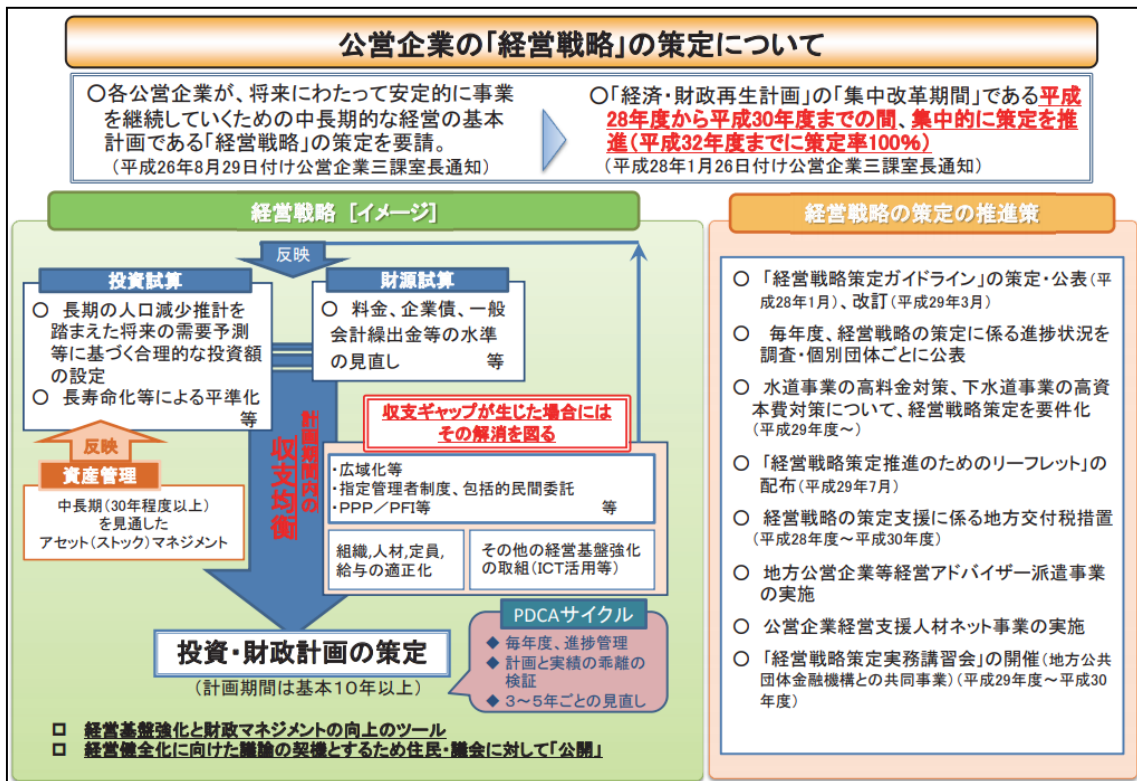 公営企業の「経営戦略」の策定について
〇各公営企業が、将来にわたって安定的に事業
を継続していくための中長期的な経営の基本
計画である「経営戦略」の策定を要請。
(平成26年8月29日付け公営企業三課室長通知)
〇「経済・財政再生計画」の「集中改革期間」である平成
28年度から平成30年度までの間、集中的に策定を推
進(平成32年度までに策定率100%)
(平成28年1月26日付け公営企業三課室長通知)
経営戦略 [イメージ]
反映
投資試算
〇 長期の人口減少推計を
踏まえた将来の需要予測
等に基づく合理的な投資額
の設定
〇 長寿命化等による平準化
等
財源試算
〇 料金、企業債、一般
会計繰出金等の水準
の見直し 等
反映
資産管理
中長期(30年程度以上)
を見通した
アセット(ストック)マネジメント
計画期間内の
収支均衡
収支ギャップが生じた場合には
その解消を図る
・広域化等
・指定管理者制度、包括的民間委託
・PPP/PFI等 等
組織,人材,定員,
給与の適正化
その他の経営基盤強化
の取組(ICT活用等)
投資・財政計画の策定
(計画期間は基本10年以上)
PDCAサイクル
◆ 毎年度、進捗管理
◆ 計画と実績の乖離の
検証
◆ 3～5年ごとの見直し
□ 経営基盤強化と財政マネジメントの向上のツール
□ 経営健全化に向けた議論の契機とするため住民・議会に対して「公開」
経営戦略の策定の推進策
〇 「経営戦略策定ガイドライン」の策定・公表(平
成28年1月)、改訂(平成29年3月)
〇 毎年度、経営戦略の策定に係る進捗状況を
調査・個別団体ごとに公表
〇 水道事業の高料金対策、下水道事業の高資
本費対策について、経営戦略策定を要件化
(平成29年度～)
〇 「経営戦略策定推進のためのリーフレット」の
配布(平成29年7月)
〇 経営戦略の策定支援に係る地方交付税措置
(平成28年度～平成30年度)
〇 地方公営企業等経営アドバイザー派遣事業
の実施
〇 公営企業経営支援人材ネット事業の実施
〇 「経営戦略策定実務講習会」の開催(地方公共
団体金融機構との共同事業)(平成29年度～平成30
年度)